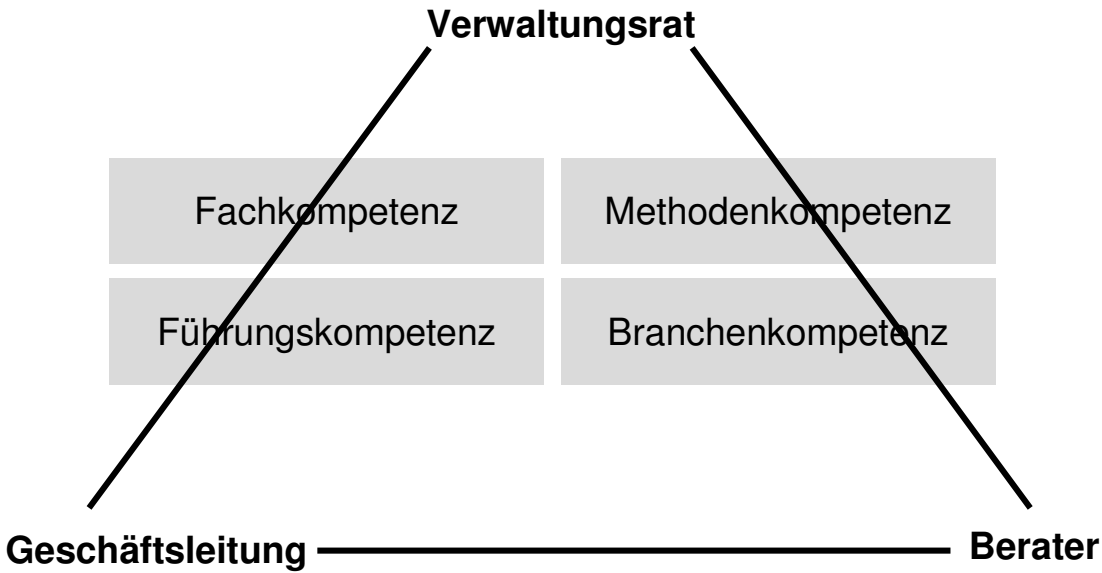 Verwaltungsrat
Fachkompetenz
Methodenkompetenz
Führungskompetenz
Branchenkompetenz
Geschäftsleitung
Berater